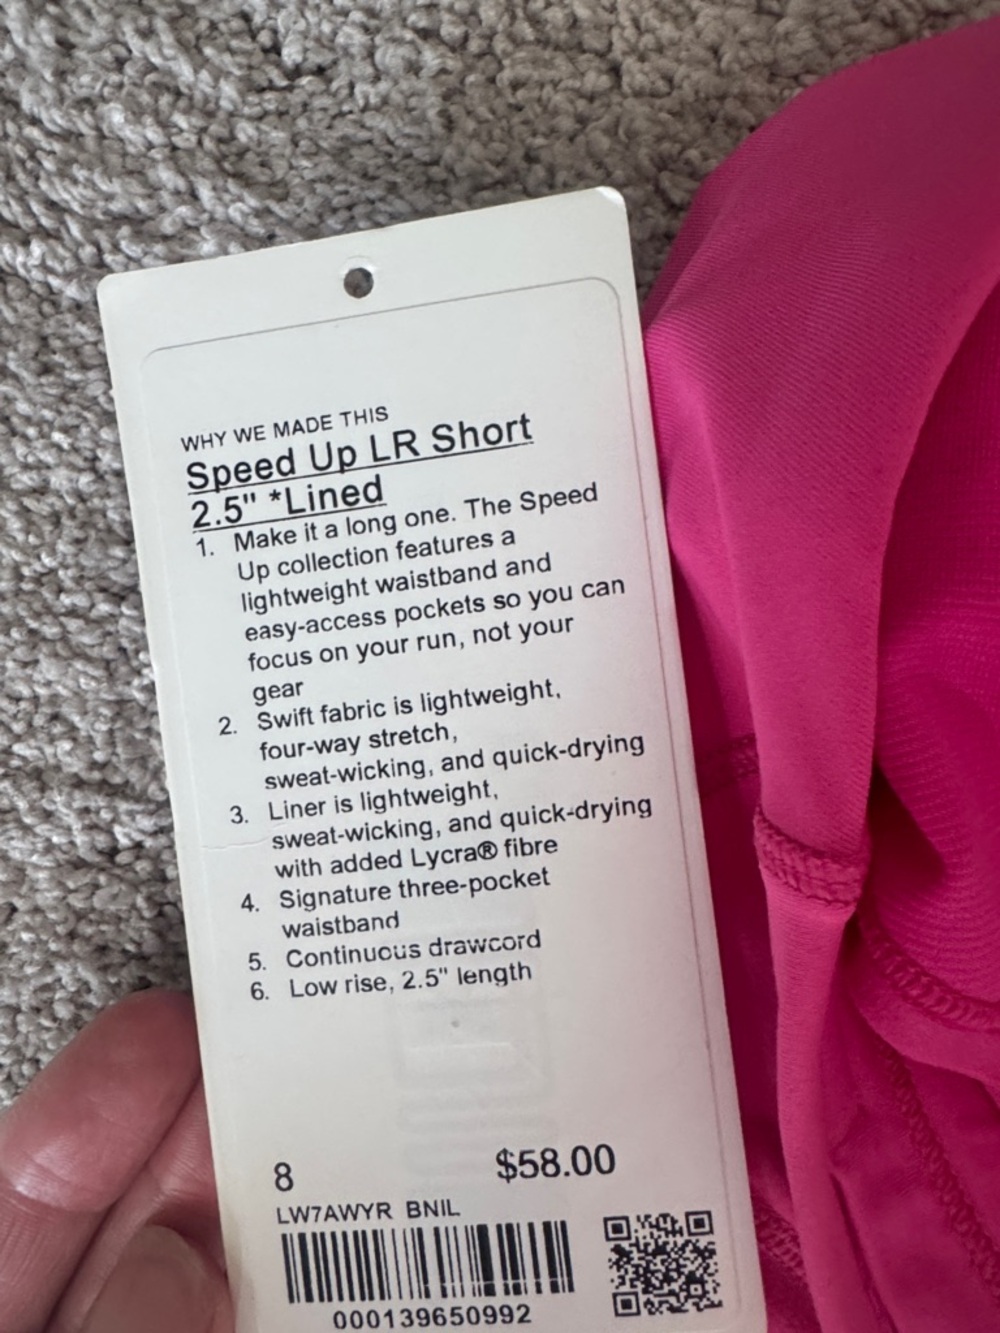 WHY WE MADE THIS
Speed Up LR Short
2.5" *Lined
1. Make it a long one. The Speed
Up collection features a
lightweight waistband and
easy-access pockets so you can
focus on your run, not your
gear
2. Swift fabric is lightweight,
four-way stretch,
sweat-wicking, and quick-drying
3. Liner is lightweight,
sweat-wicking, and quick-drying
with added Lycra® fibre
4. Signature three-pocket
waistband
5. Continuous drawcord
6. Low rise, 2.5" length
8 $58.00
LW7AWYR BNIL
000139650992